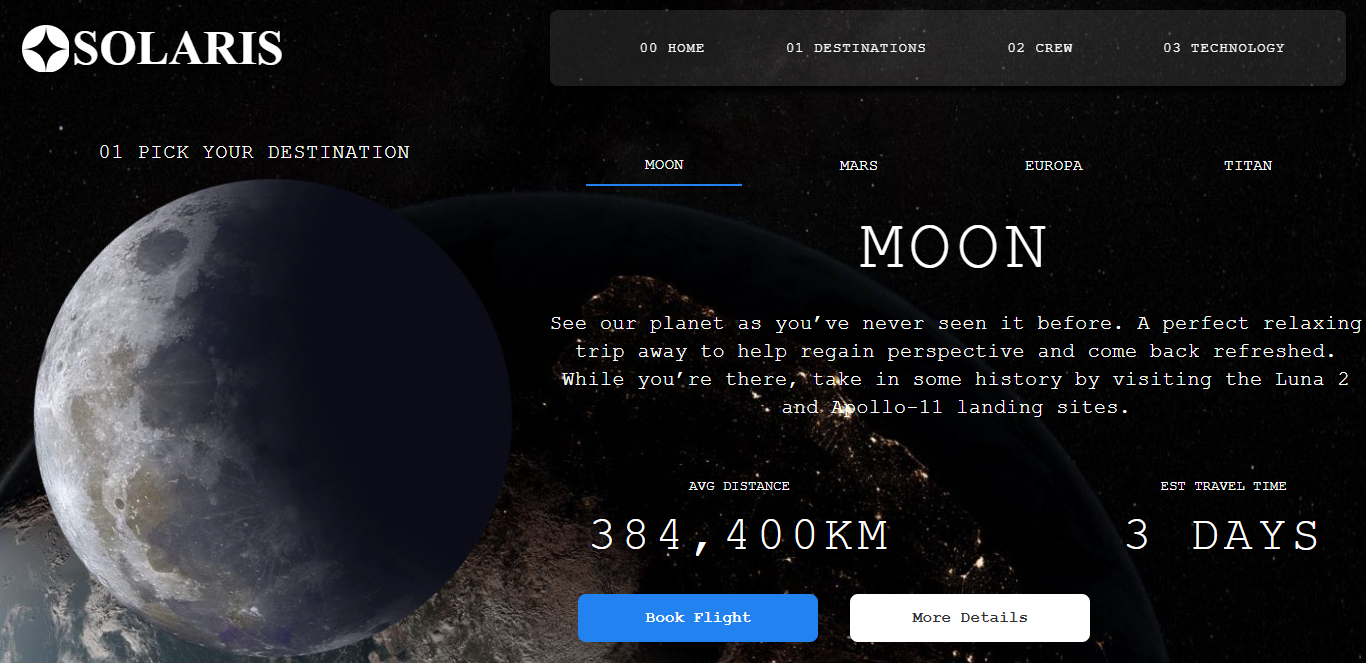 SOLARIS
00 HOME
01 DESTINATIONS
02 CREW
03 TECHNOLOGY
01 PICK YOUR DESTINATION
MOON
MARS
EUROPA
TITAN
MOON
See our planet as you’ve never seen it before. A perfect relaxing
trip away to help regain perspective and come back refreshed.
While you’re there, take in some history by visiting the Luna 2
and Apollo-11 landing sites.
AVG DISTANCE
384,400KM
EST TRAVEL TIME
3 DAYS
Book Flight
More Details